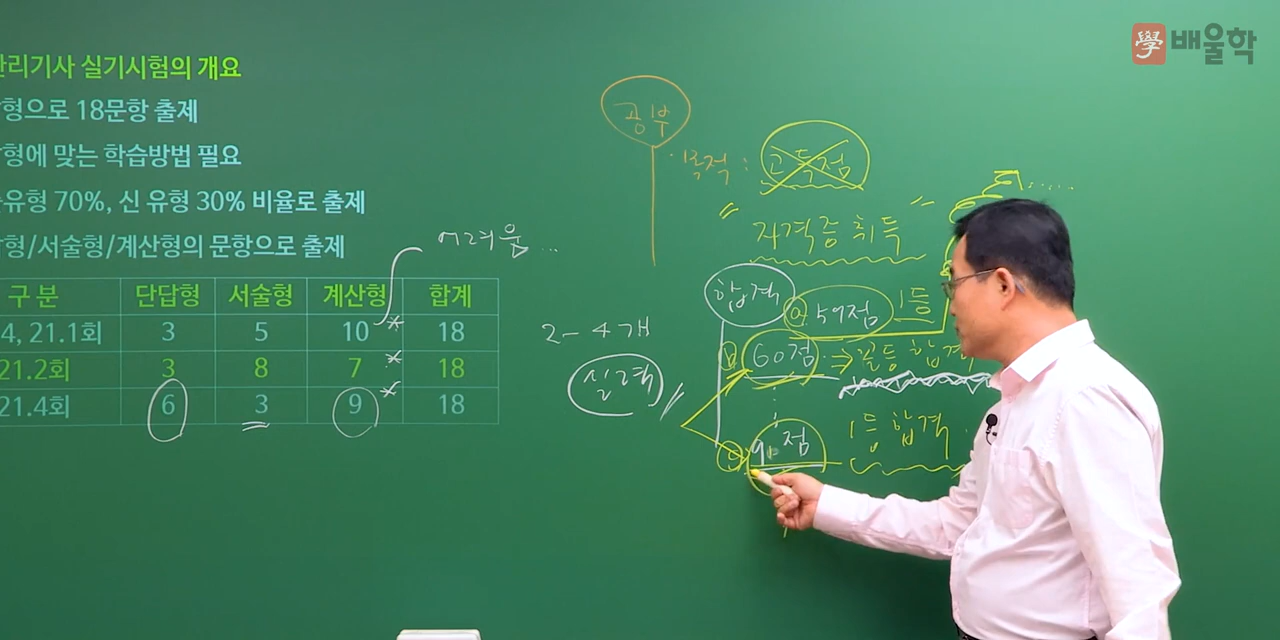 學 배울학
관리기사 실기시험의 개요
형으로 18문항 출제
형에 맞는 학습방법 필요
유형 70%, 신 유형 30% 비율로 출제
형/서술형/계산형의 문항으로 출제
구 분 단답형 서술형 계산형 합계
4, 21.1회 3 5 10 18
21.2회 3 8 7 18
21.4회 6 3 9 18
어려움 ...
공부
목적 : 고득점
" 자격증 취득 "
합격
2-4개
실력
59점 1등
60점 ⇒ 꼴등 합격
90점 1등 합격